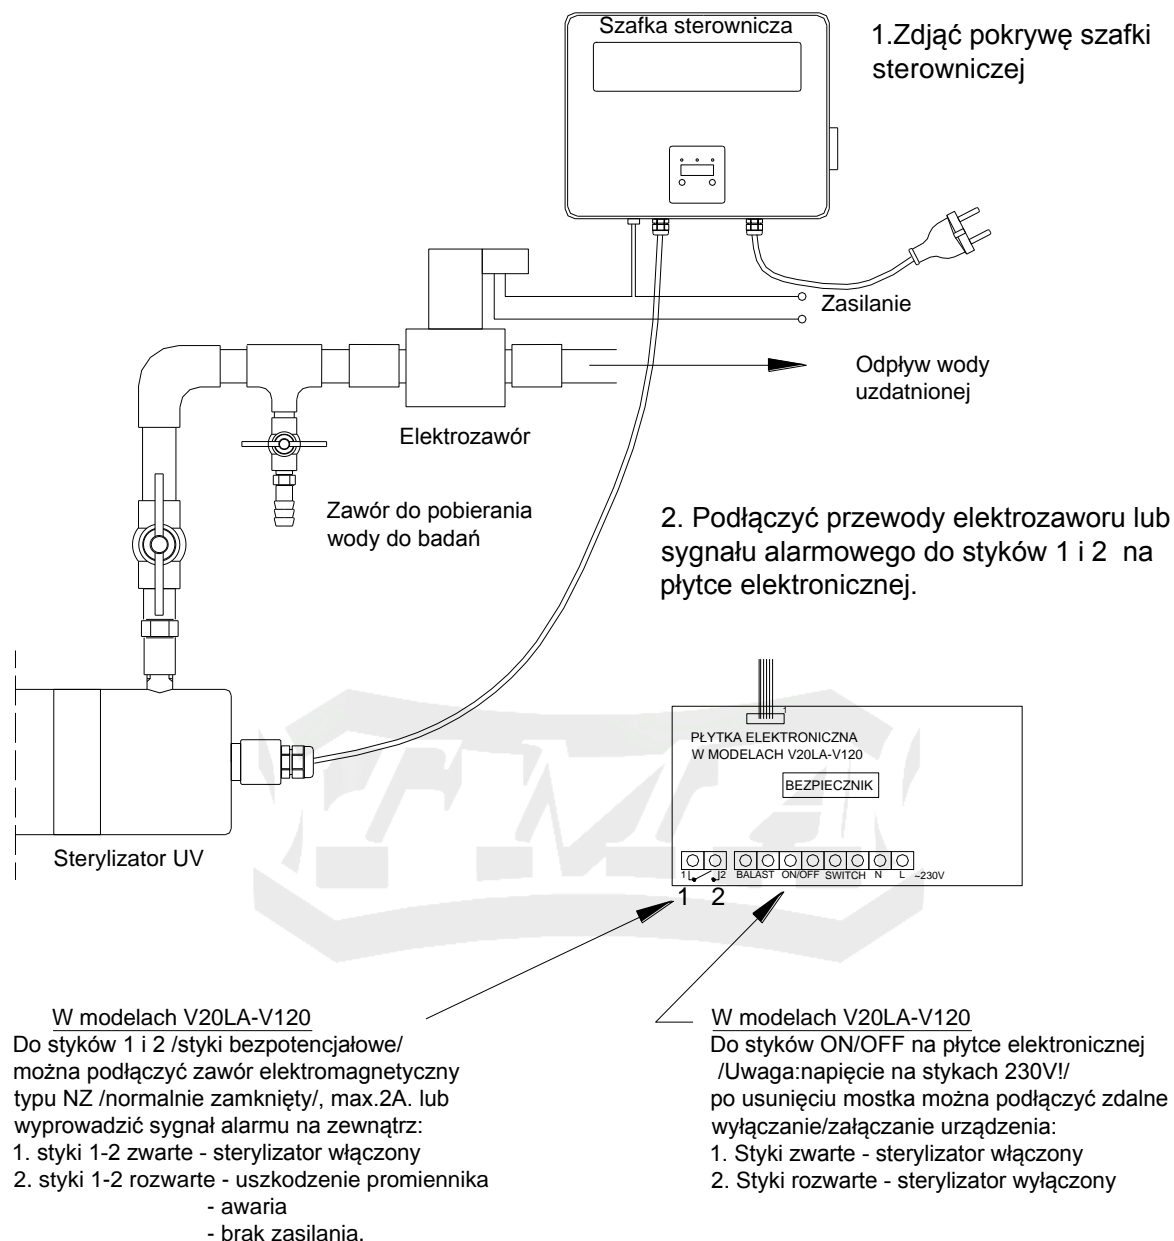 Szafka sterownicza
1.Zdjąć pokrywę szafki
sterowniczej
Zasilanie
Odpływ wody
uzdatnionej
Elektrozawór
Zawór do pobierania
wody do badań
2. Podłączyć przewody elektrozaworu lub
sygnału alarmowego do styków 1 i 2 na
płytce elektronicznej.
Sterylizator UV
1
PŁYTKA ELEKTRONICZNA
W MODELACH V20LA-V120
BEZPIECZNIK
1 2 BALAST ON/OFF SWITCH N L ~230V
1 2
TMA
W modelach V20LA-V120
Do styków 1 i 2 /styki bezpotencjałowe/
można podłączyć zawór elektromagnetyczny
typu NZ /normalnie zamknięty/, max.2A. lub
wyprowadzić sygnał alarmu na zewnątrz:
1. styki 1-2 zwarte - sterylizator włączony
2. styki 1-2 rozwarte - uszkodzenie promiennika
- awaria
- brak zasilania.
W modelach V20LA-V120
Do styków ON/OFF na płytce elektronicznej
/Uwaga:napięcie na stykach 230V!/
po usunięciu mostka można podłączyć zdalne
wyłączanie/załączanie urządzenia:
1. Styki zwarte - sterylizator włączony
2. Styki rozwarte - sterylizator wyłączony